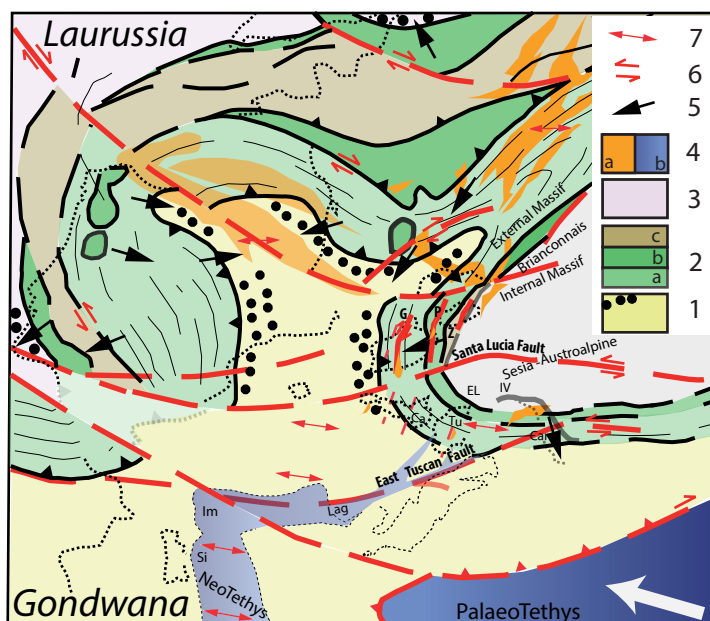 Laurussia
7
6
5
a
b
4
3
c
b
2
a
1
External Massif
Brianconnais
Internal Massif
G
P
Z
Santa Lucia Fault
Sesia-Austroalpine
EL
IV
Ca
Tu
Car
East Tuscan Fault
Im
Lag
Si
NeoTethys
Gondwana
PalaeoTethys